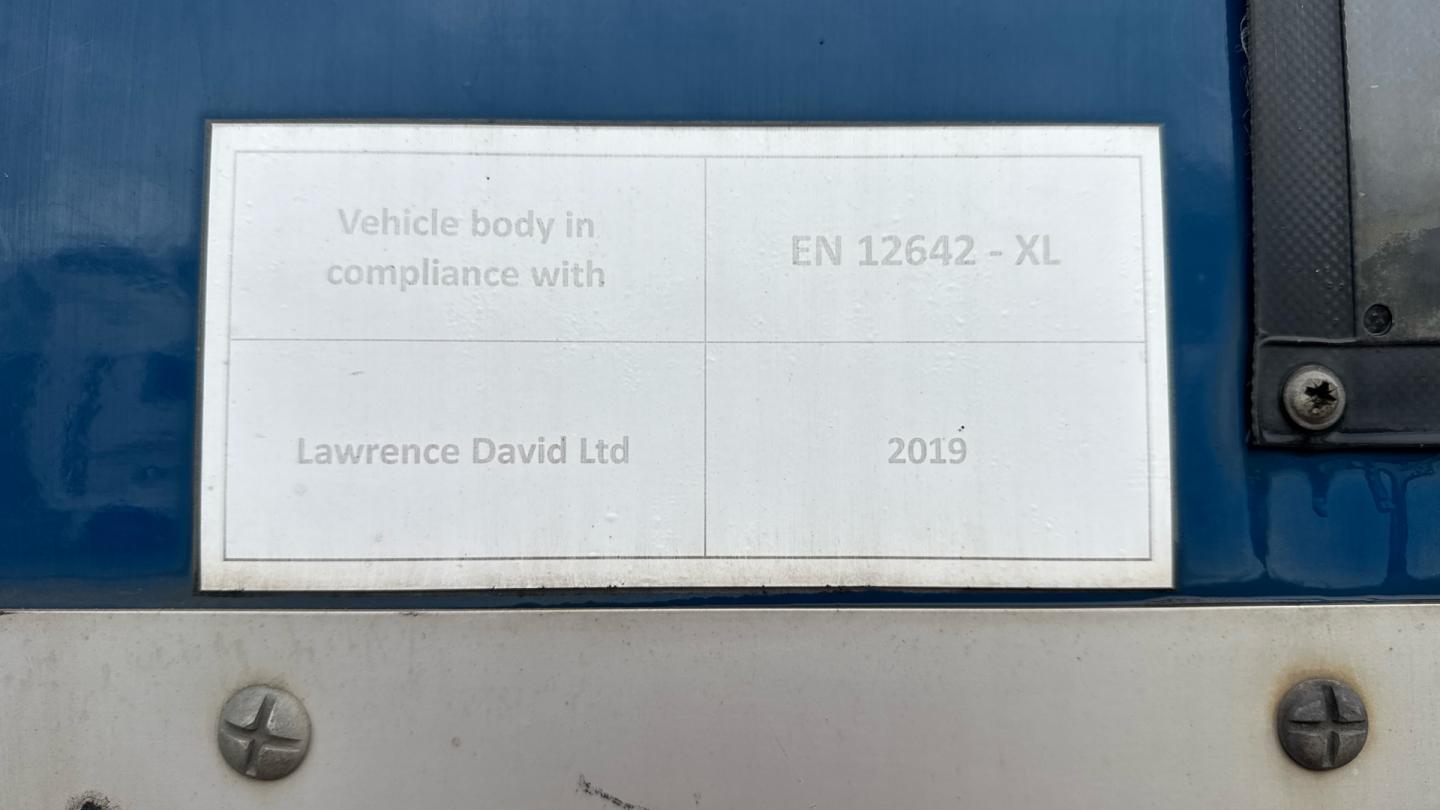 Vehicle body in
compliance with
EN 12642 - XL
Lawrence David Ltd
2019